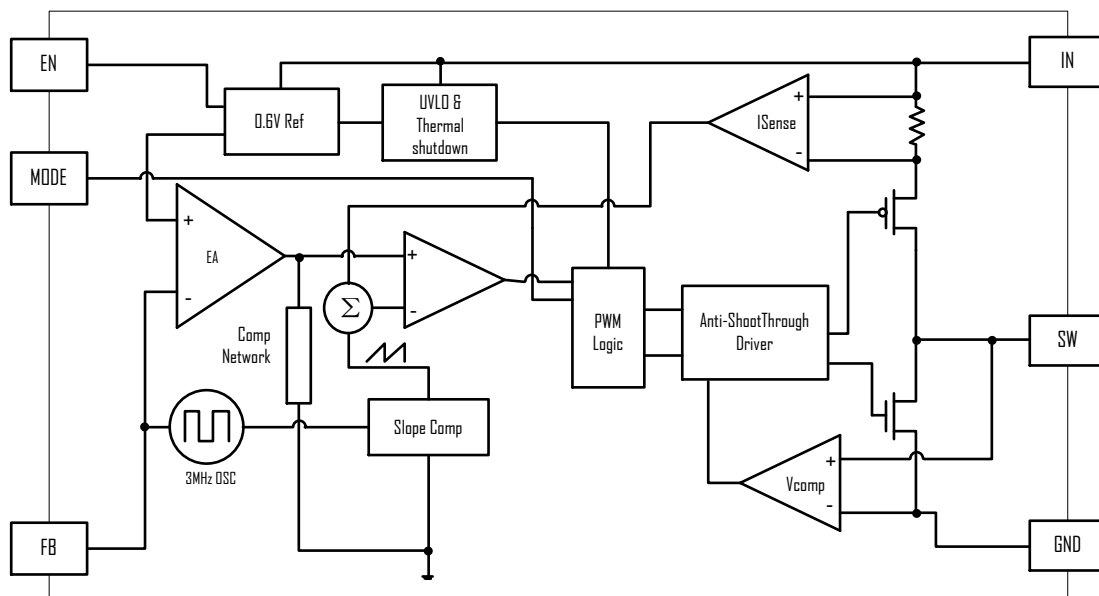 EN
IN
0.6V Ref
UVLO &
Thermal
shutdown
+
ISense
-
MODE
+
EA
-
+
-
Σ
Comp
Network
PWM
Logic
Anti-ShootThrough
Driver
SW
3MHz OSC
Slope Comp
+
Vcomp
-
FB
GND